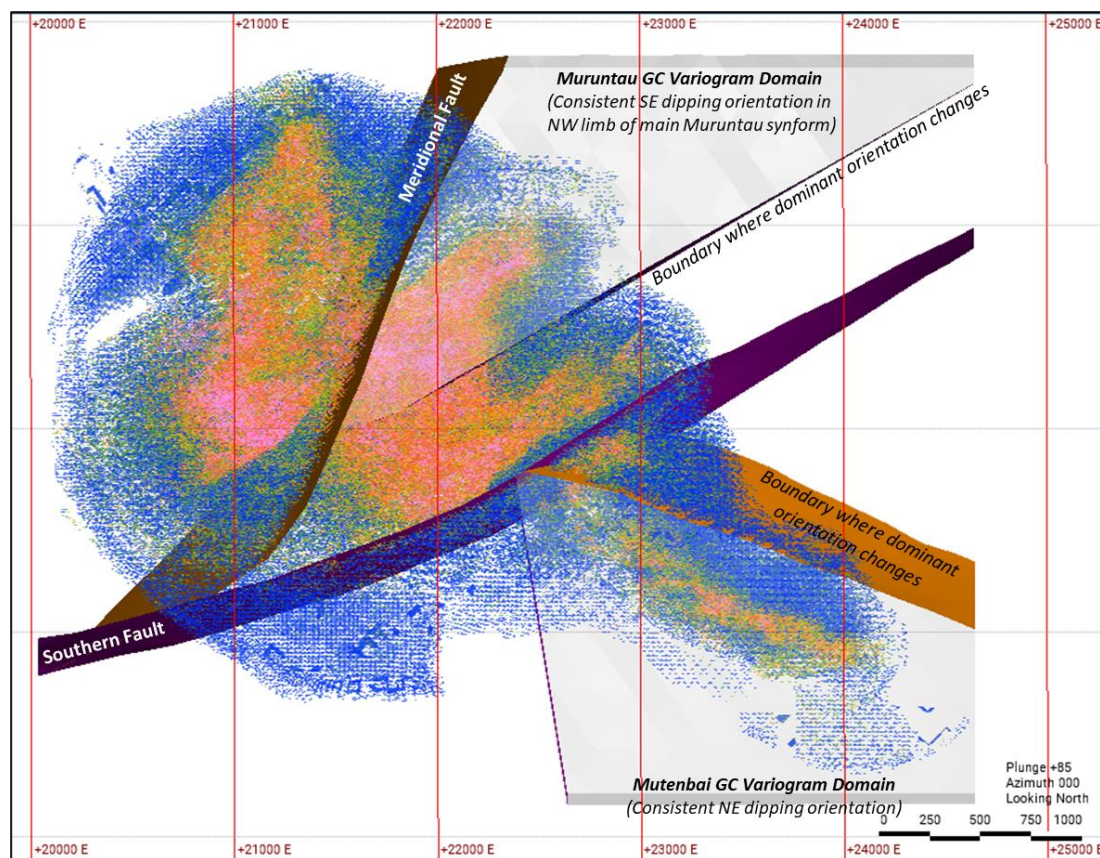 +20000 E
+21000 E
+22000 E
+23000 E
+24000 E
+25000 E
Muruntau GC Variogram Domain
(Consistent SE dipping orientation in
NW limb of main Muruntau synform)
Meridional Fault
Boundary where dominant orientation changes
Boundary where dominant
orientation changes
Southern Fault
Mutenbai GC Variogram Domain
(Consistent NE dipping orientation)
Plunge +85
Azimuth 000
Looking North
0 250 500 750 1000
+20000 E
+21000 E
+22000 E
+23000 E
+24000 E
+25000 E